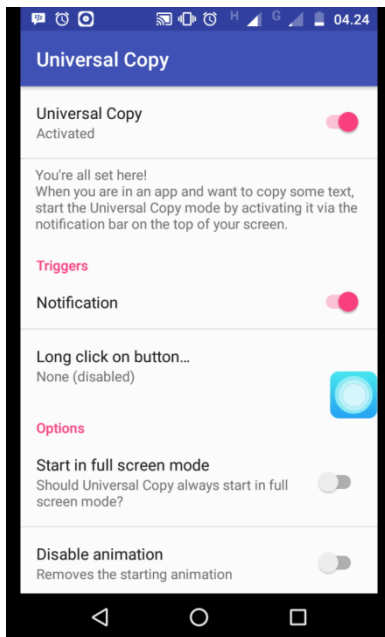 H G 04.24
Universal Copy
Universal Copy
Activated
You're all set here!
When you are in an app and want to copy some text,
start the Universal Copy mode by activating it via the
notification bar on the top of your screen.
Triggers
Notification
Long click on button...
None (disabled)
Options
Start in full screen mode
Should Universal Copy always start in full
screen mode?
Disable animation
Removes the starting animation